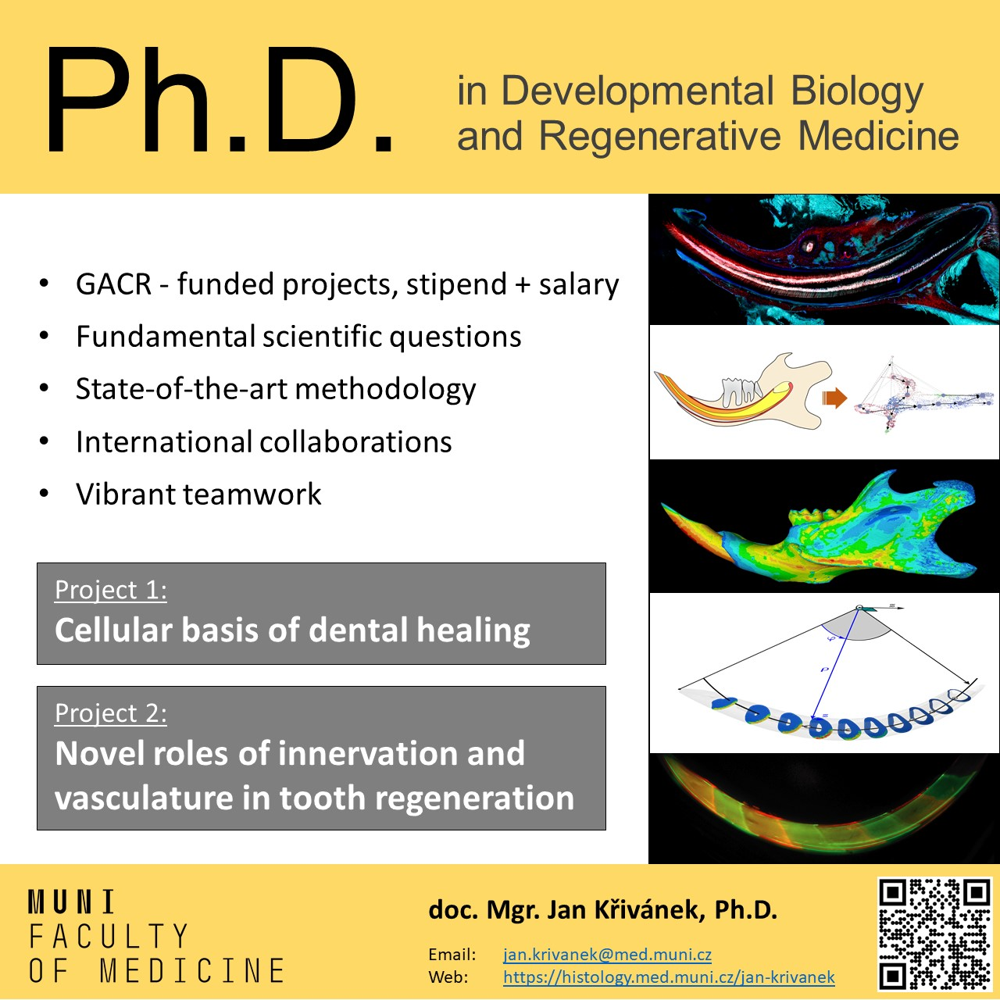 Ph.D.
in Developmental Biology
and Regenerative Medicine
• GACR - funded projects, stipend + salary
• Fundamental scientific questions
• State-of-the-art methodology
• International collaborations
• Vibrant teamwork
Project 1:
Cellular basis of dental healing
Project 2:
Novel roles of innervation and
vasculature in tooth regeneration
φ
ρ
MUNI
FACULTY
OF MEDICINE
doc. Mgr. Jan Křivánek, Ph.D.
Email: jan.krivanek@med.muni.cz
Web: https://histology.med.muni.cz/jan-krivanek